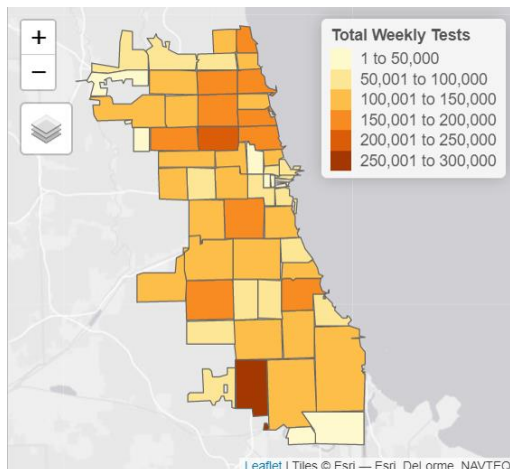 +
−
Total Weekly Tests
1 to 50,000
50,001 to 100,000
100,001 to 150,000
150,001 to 200,000
200,001 to 250,000
250,001 to 300,000
Leaflet | Tiles © Esri — Esri, DeLorme, NAVTEQ